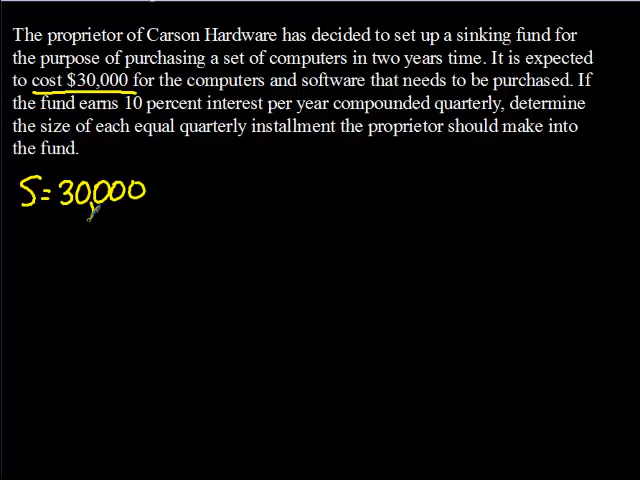 The proprietor of Carson Hardware has decided to set up a sinking fund for
the purpose of purchasing a set of computers in two years time. It is expected
to cost $30,000 for the computers and software that needs to be purchased. If
the fund earns 10 percent interest per year compounded quarterly, determine
the size of each equal quarterly installment the proprietor should make into
the fund.
S = 30,000